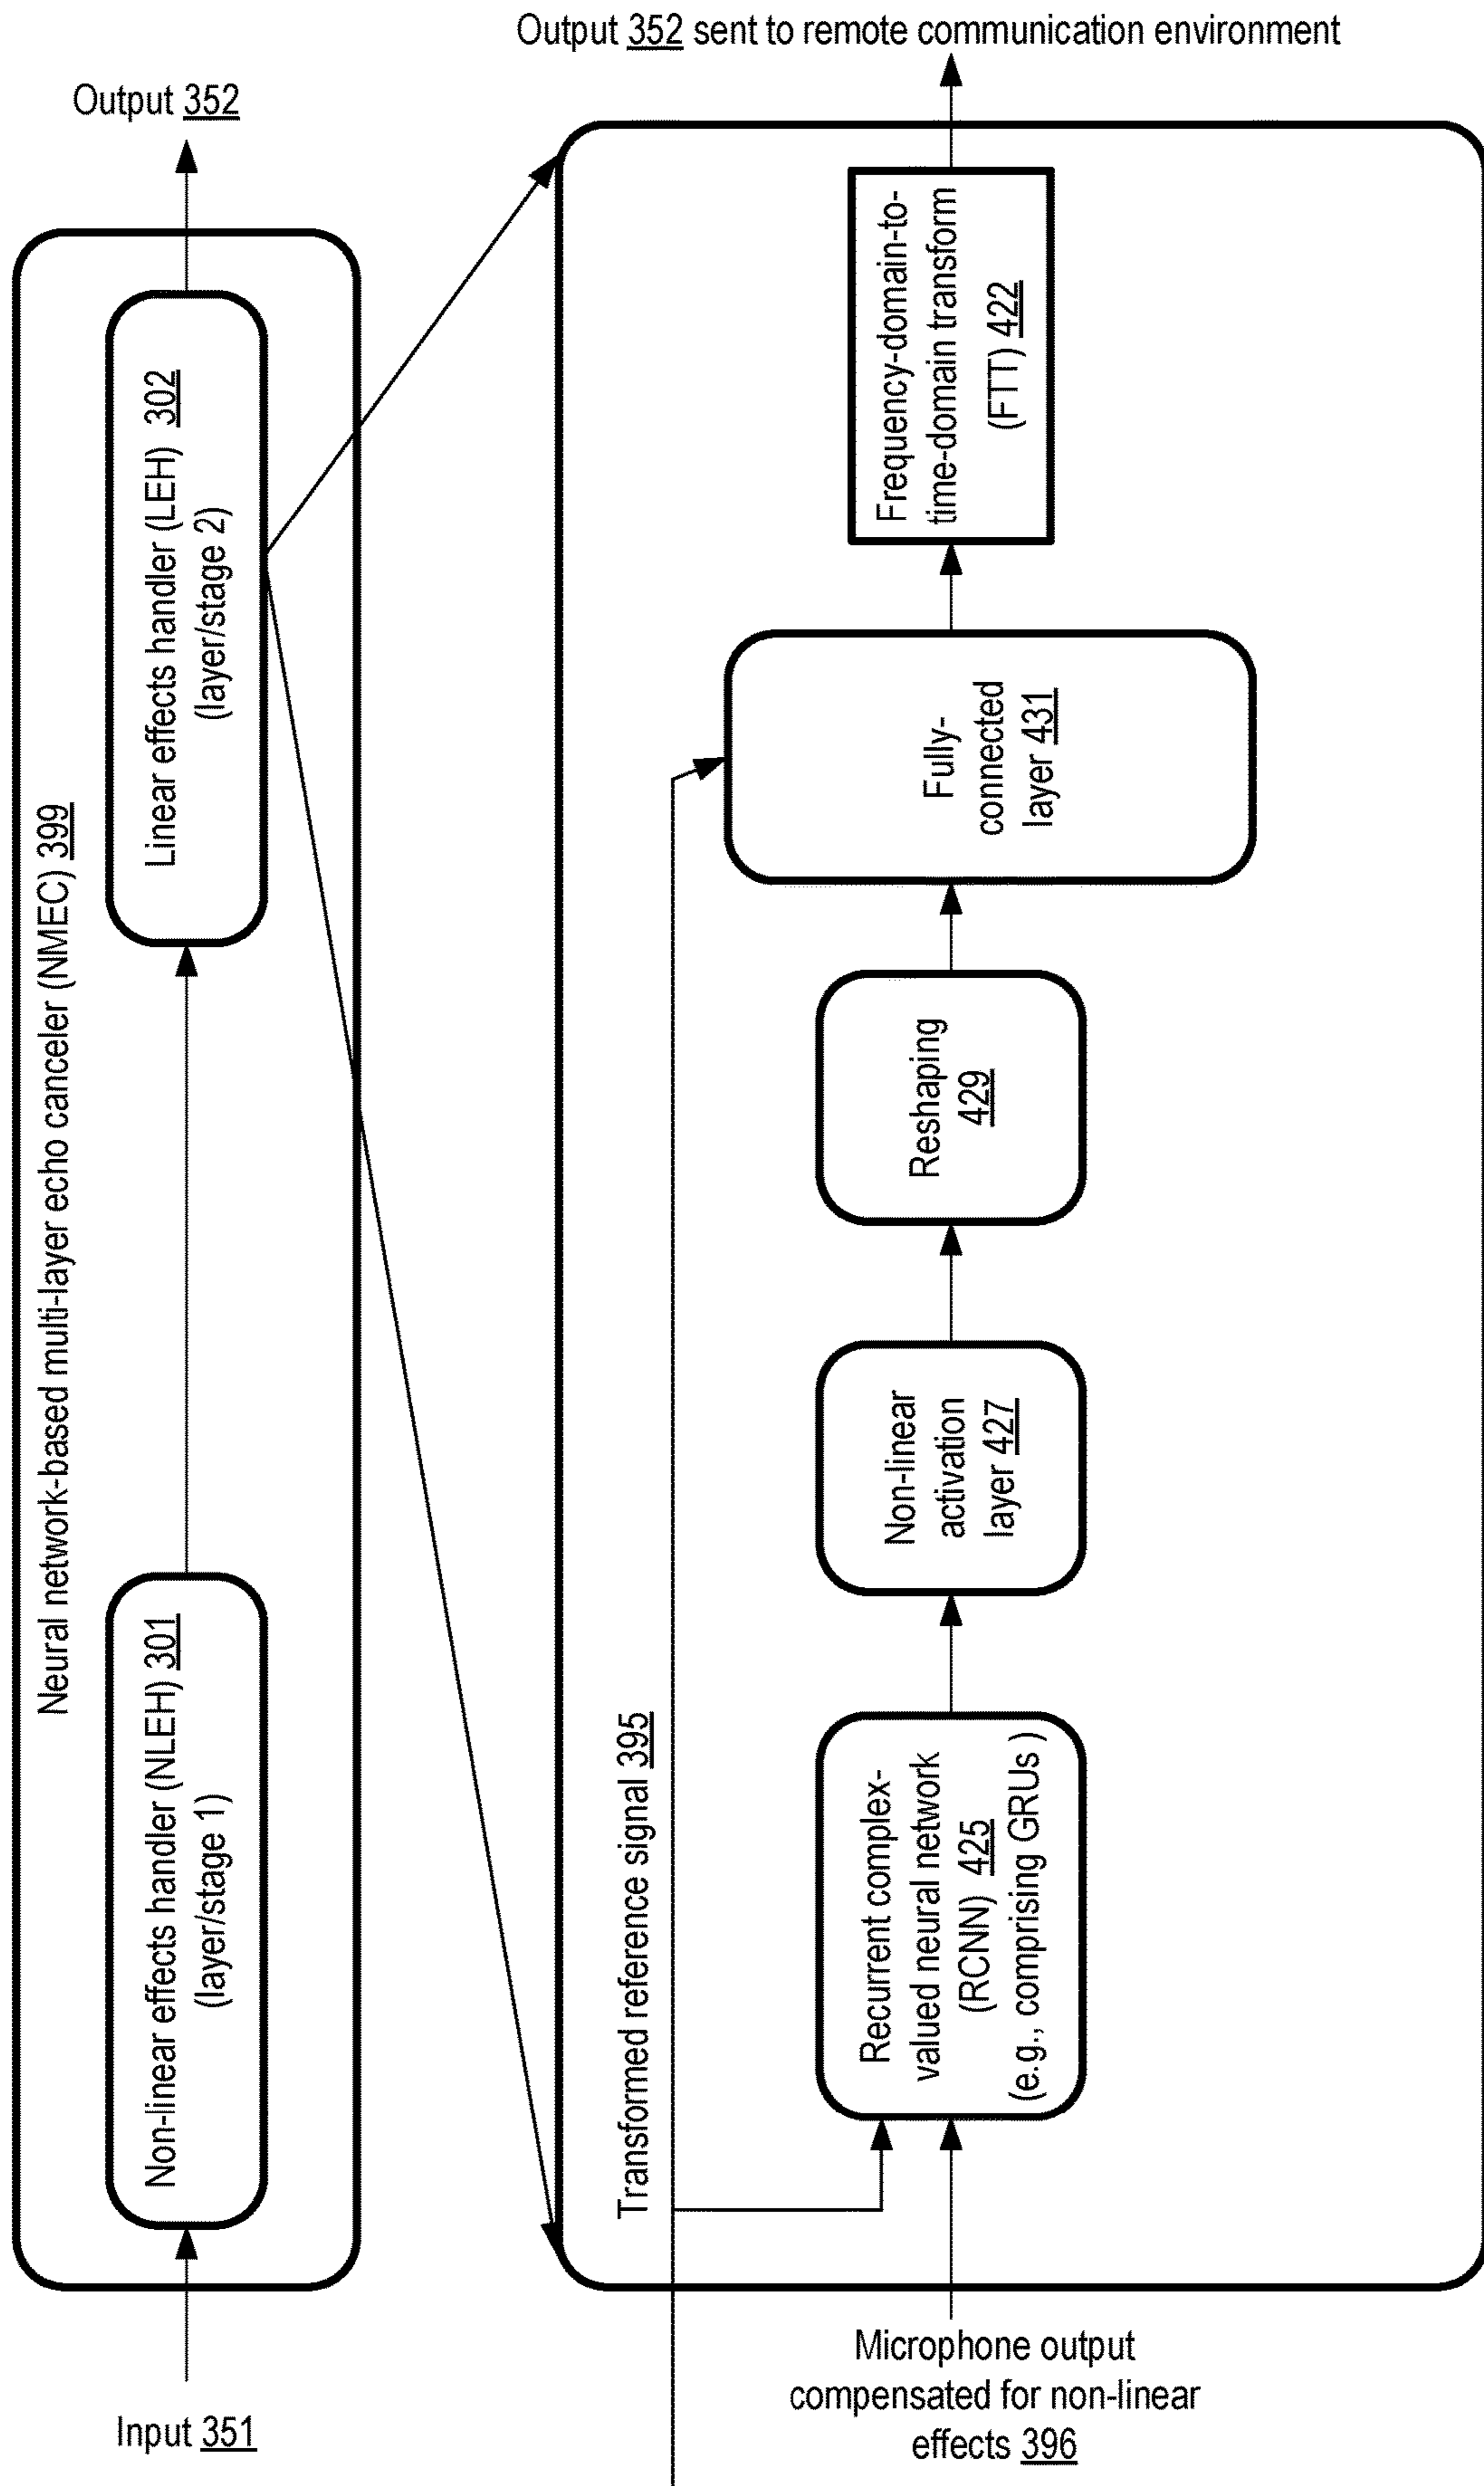 Neural network-based multi-layer echo canceler (NMEC) 399
Input 351
Non-linear effects handler (NLEH) 301
(layer/stage 1)
Linear effects handler (LEH) 302
(layer/stage 2)
Output 352
Transformed reference signal 395
Microphone output
compensated for non-linear
effects 396
Recurrent complex-
valued neural network
(RCNN) 425
(e.g., comprising GRUs )
Non-linear
activation
layer 427
Reshaping
429
Fully-
connected
layer 431
Frequency-domain-to-
time-domain transform
(FTT) 422
Output 352 sent to remote communication environment